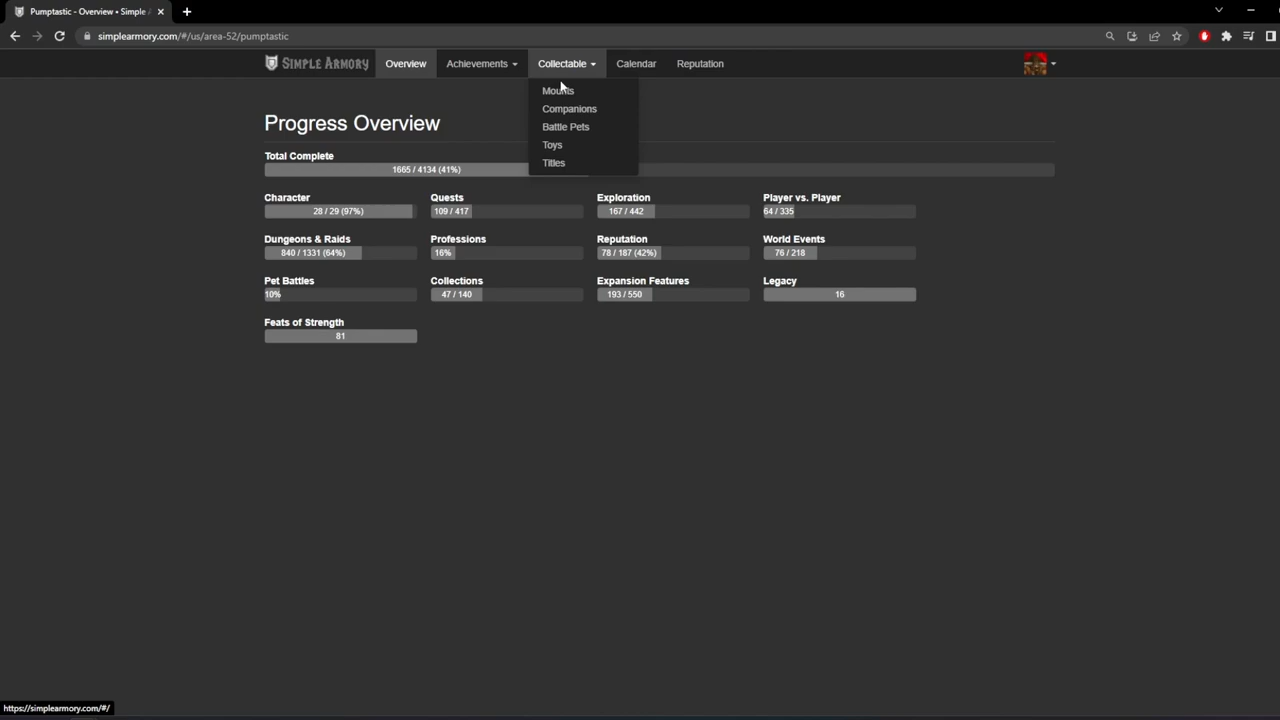 Pumptastic - Overview • Simple A
simplearmory.com/#/us/area-52/pumptastic
SIMPLE ARMORY
Overview
Achievements
Collectable
Calendar
Reputation
Mounts
Companions
Battle Pets
Toys
Titles
Progress Overview
Total Complete
1665 / 4134 (41%)
Character
Quests
Exploration
Player vs. Player
28 / 29 (97%)
109 / 417
167 / 442
64 / 335
Dungeons & Raids
Professions
Reputation
World Events
840 / 1331 (64%)
16%
78 / 187 (42%)
76 / 218
Pet Battles
Collections
Expansion Features
Legacy
10%
47 / 140
193 / 550
16
Feats of Strength
81
https://simplearmory.com/#/